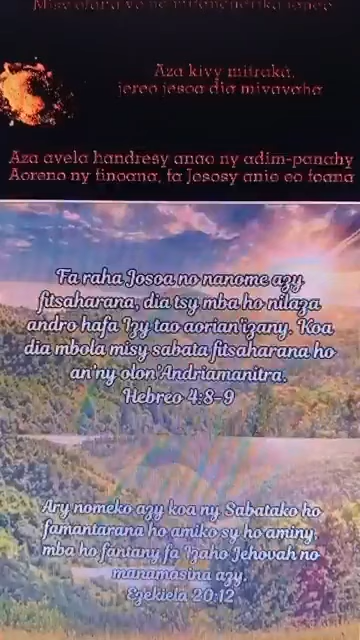 Aza kivy mitraká,
jereo jesoa dia mivavaha
Aza avela handresy anao ny adim-panahy
Aoreno ny finoana, fa Jososy anie eo foana
Fa raha Josoa no nanome azy
fitsaharana, dia tsy mba ho nilaza
andro hafa Izy tao aorian'izany. Koa
dia mbola misy sabata fitsaharana ho
an'ny olon'Andriamanitra.
Hebreo 4:8-9
Ary nomeko azy koa ny Sabatako ho
famantarana ho amiko sy ho aminy,
mba ho fantany fa Izaho Jehovah no
manamasina azy.
Ezekiela 20:12